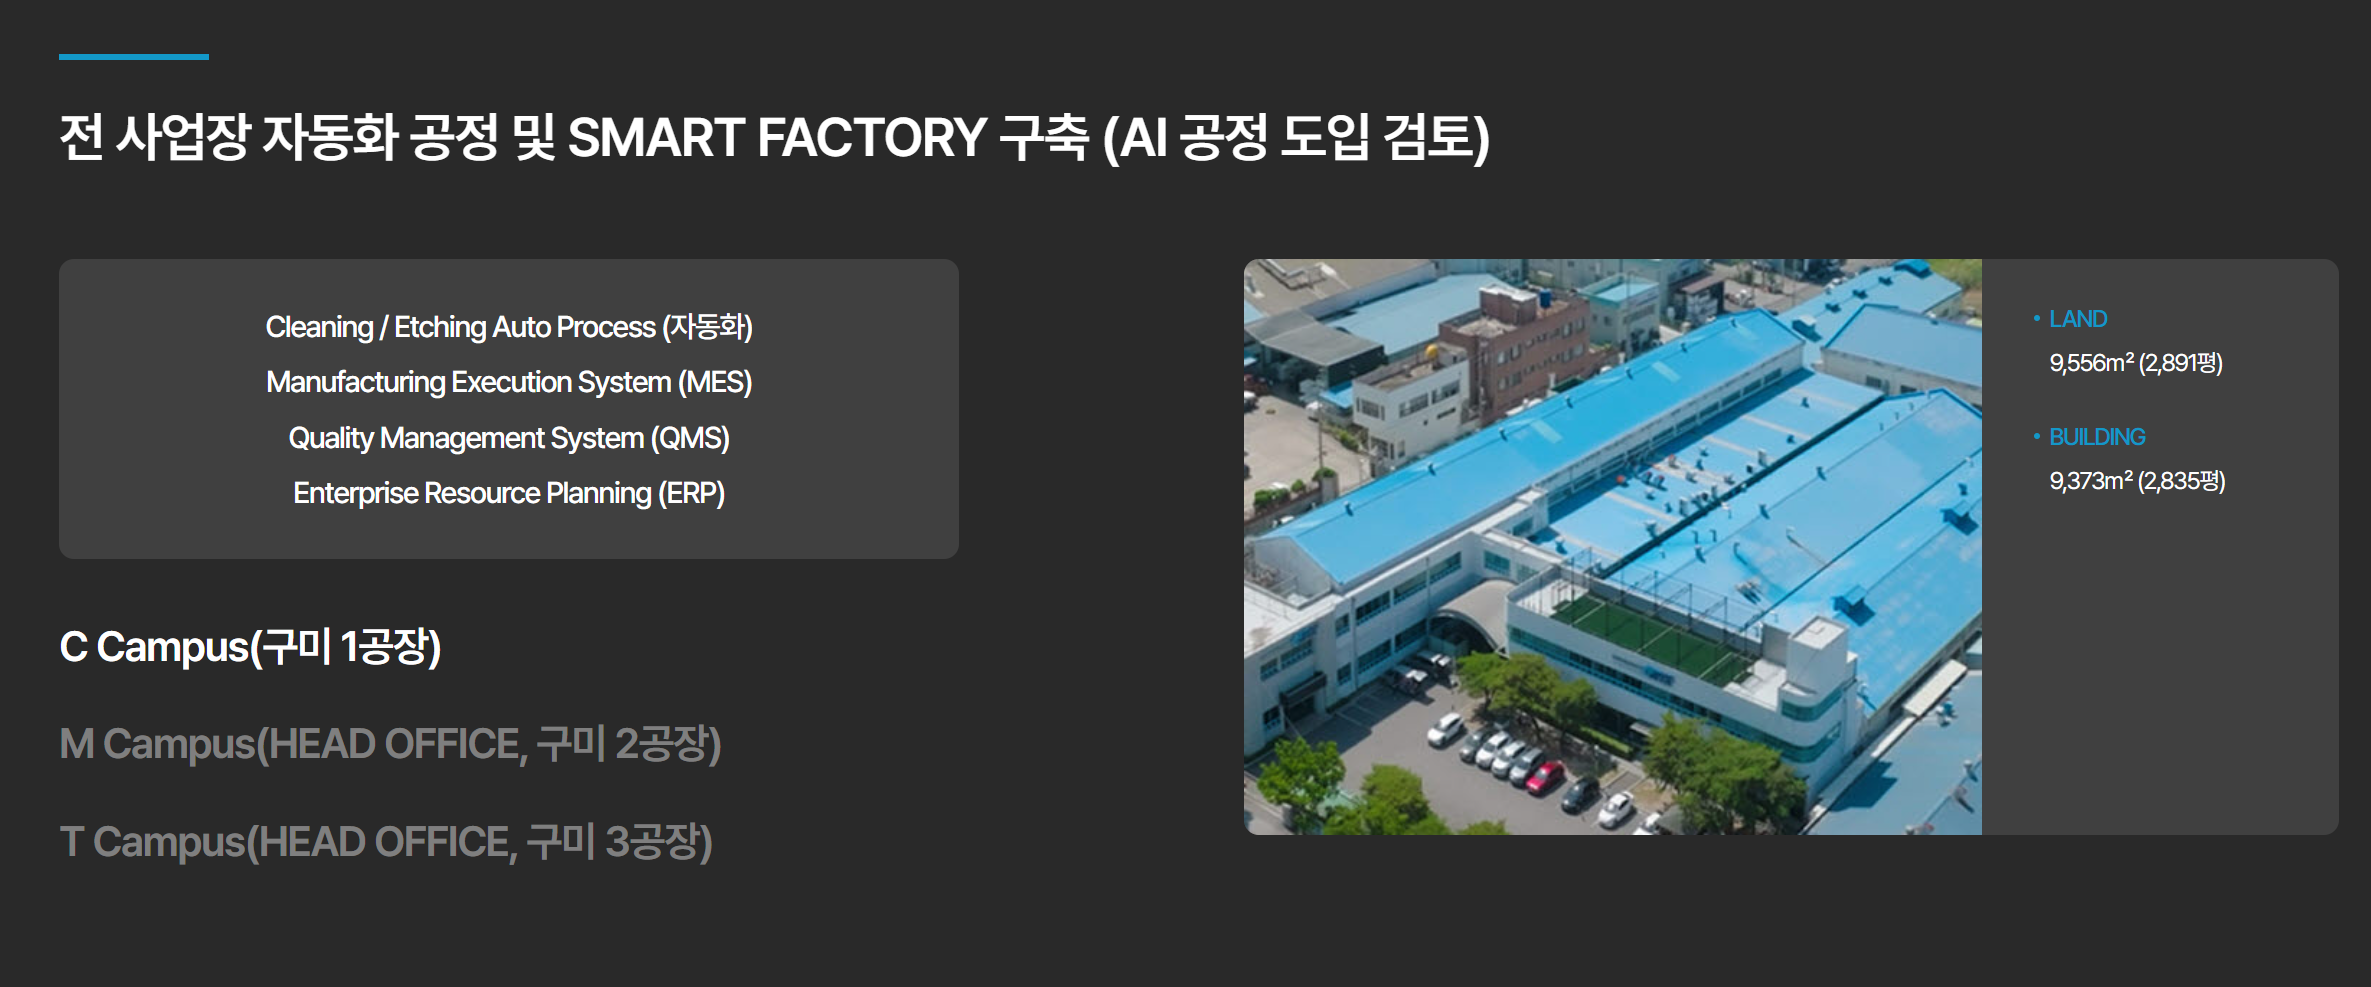 전 사업장 자동화 공정 및 SMART FACTORY 구축 (AI 공정 도입 검토)
Cleaning / Etching Auto Process (자동화)
Manufacturing Execution System (MES)
Quality Management System (QMS)
Enterprise Resource Planning (ERP)
C Campus(구미 1공장)
M Campus(HEAD OFFICE, 구미 2공장)
T Campus(HEAD OFFICE, 구미 3공장)
• LAND
9,556m² (2,891평)
• BUILDING
9,373m² (2,835평)